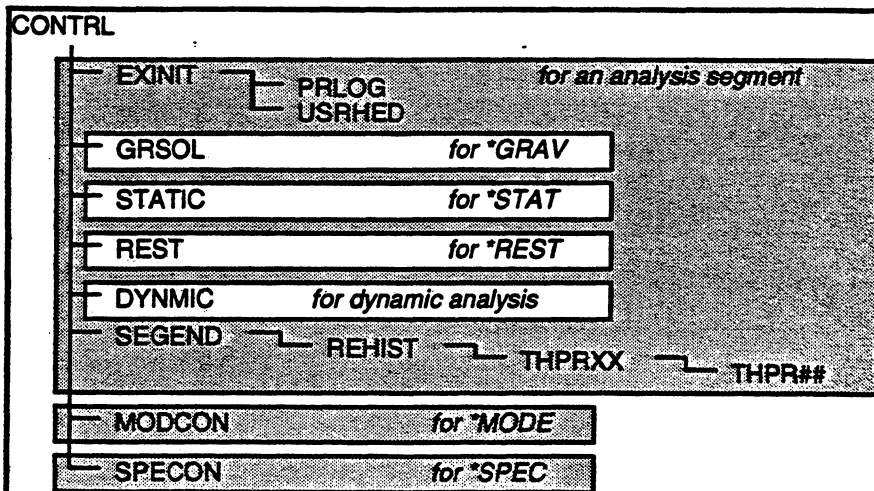 CONTRL
EXINIT for an analysis segment
PRLOG
USRHED
GRSOL for *GRAV
STATIC for *STAT
REST for *REST
DYNMIC for dynamic analysis
SEGEND
REHIST
THPRXX
THPR##
MODCON for *MODE
SPECON for *SPEC